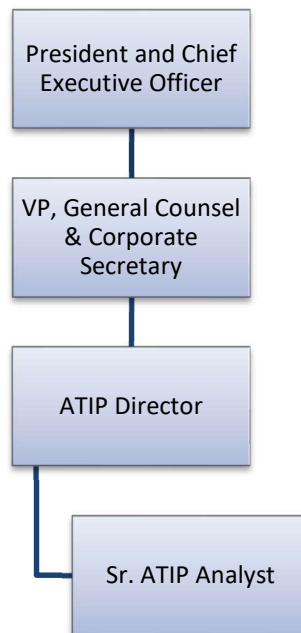 President and Chief
Executive Officer
VP, General Counsel
& Corporate
Secretary
ATIP Director
Sr. ATIP Analyst